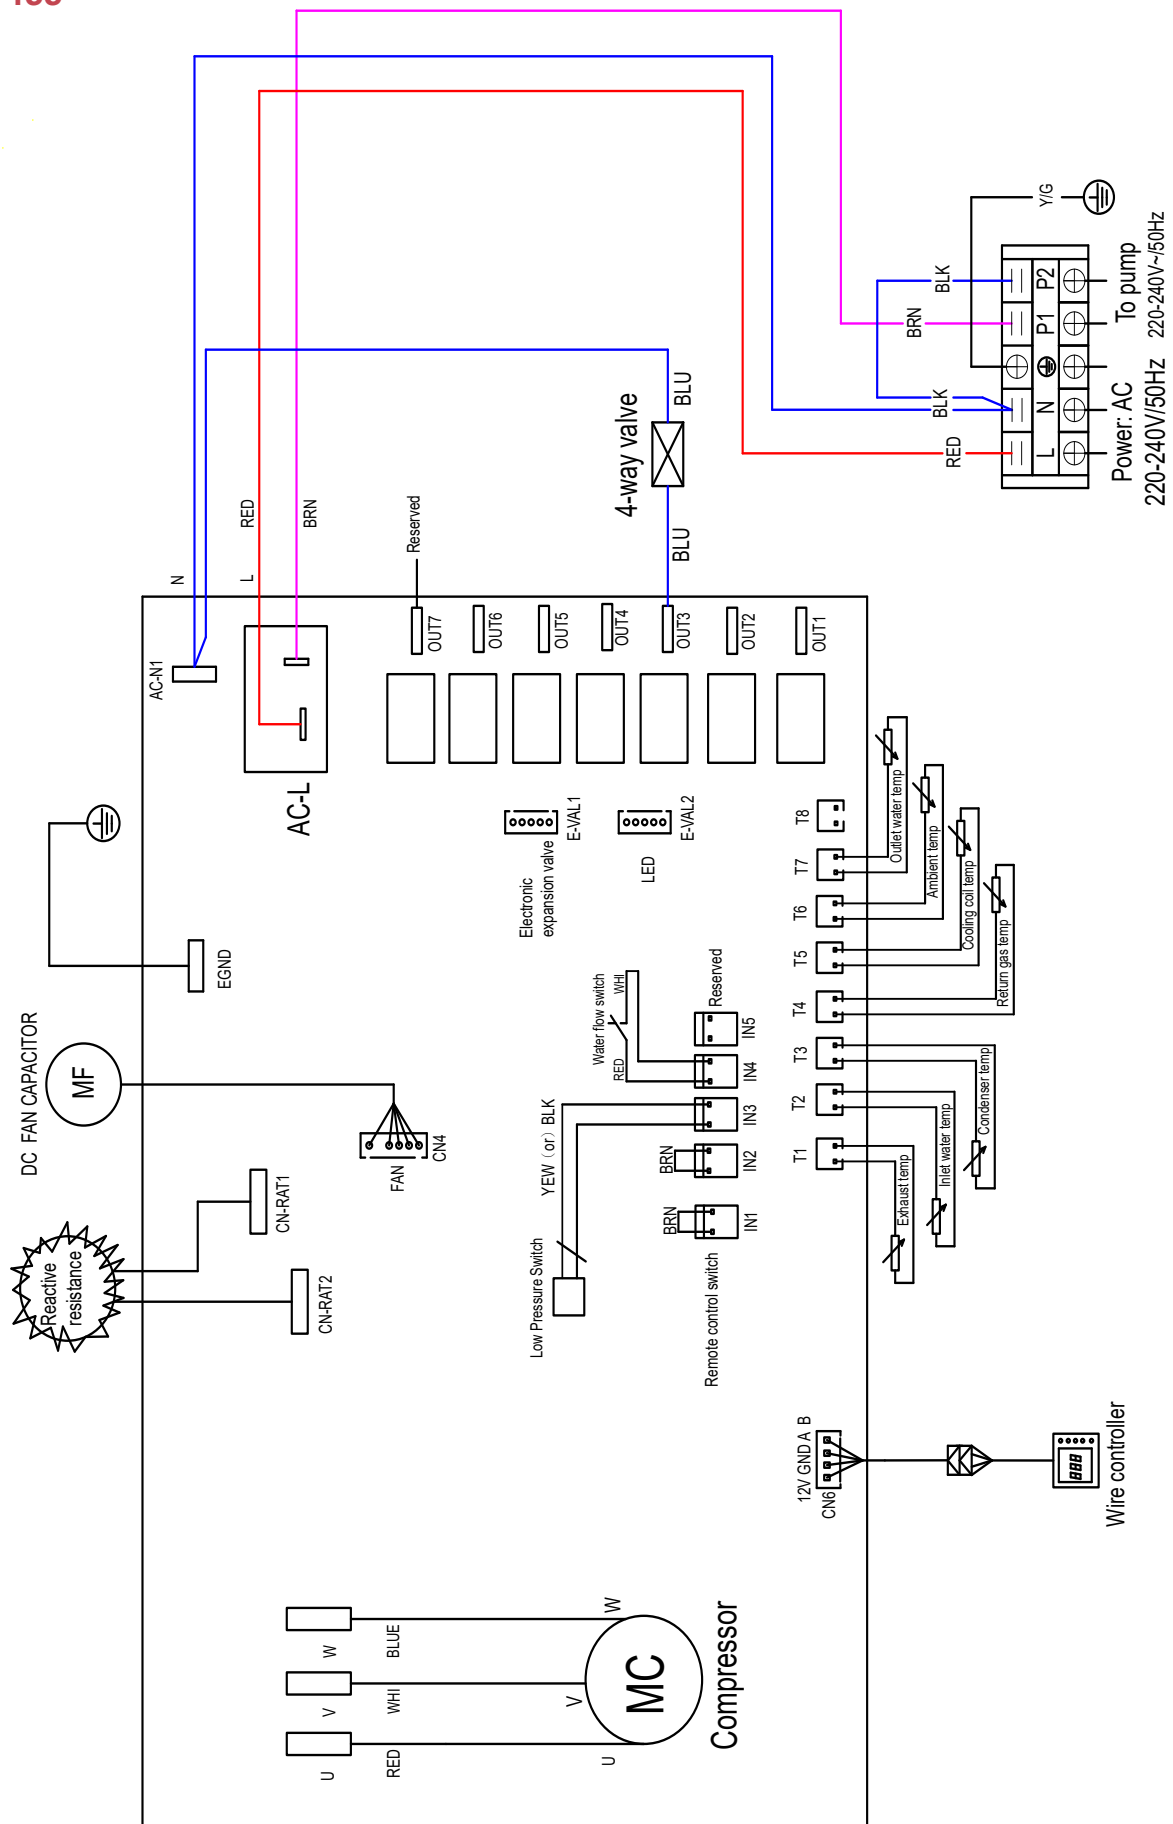 N
L
RED
BRN
AC-N1
AC-L
EGND
DC FAN CAPACITOR
MF
FAN
CN4
Reactive
resistance
CN-RAT1
CN-RAT2
Reserved
OUT7
OUT6
OUT5
OUT4
OUT3
OUT2
OUT1
4-way valve
BLU
BLU
Electronic
expansion valve
E-VAL1
LED
E-VAL2
BLK
BRN
BLK
RED
Y/G
L
N
P1
P2
Power: AC
220-240V/50Hz
To pump
220-240V~/50Hz
Water flow switch
RED
WHI
Reserved
IN5
IN4
IN3
IN2
IN1
YEW (or) BLK
BRN
BRN
Low Pressure Switch
Remote control switch
T8
T7
T6
T5
T4
T3
T2
T1
Outlet water temp
Ambient temp
Cooling coil temp
Return gas temp
Condenser temp
Inlet water temp
Exhaust temp
12V GND A B
CN6
888
Wire controller
W
V
U
BLUE
WHI
RED
W
V
U
MC
Compressor